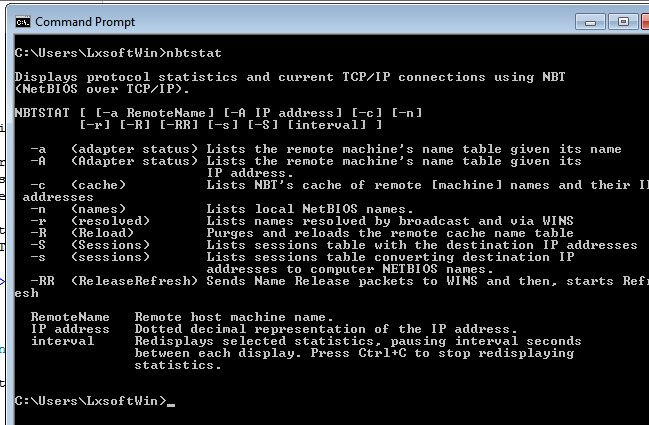 Command Prompt
C:\Users\LxsoftWin>nbtstat
Displays protocol statistics and current TCP/IP connections using NBT
(NetBIOS over TCP/IP).
NBTSTAT [ [-a RemoteName] [-A IP address] [-c] [-n]
[-r] [-R] [-RR] [-s] [-S] [interval] ]
-a (adapter status) Lists the remote machine's name table given its name
-A (Adapter status) Lists the remote machine's name table given its
IP address.
-c (cache) Lists NBT's cache of remote [machine] names and their I
addresses
-n (names) Lists local NetBIOS names.
-r (resolved) Lists names resolved by broadcast and via WINS
-R (Reload) Purges and reloads the remote cache name table
-S (Sessions) Lists sessions table with the destination IP addresses
-s (sessions) Lists sessions table converting destination IP
addresses to computer NETBIOS names.
-RR (ReleaseRefresh) Sends Name Release packets to WINS and then, starts Refr
esh
RemoteName Remote host machine name.
IP address Dotted decimal representation of the IP address.
interval Redisplays selected statistics, pausing interval seconds
between each display. Press Ctrl+C to stop redisplaying
statistics.
C:\Users\LxsoftWin>_